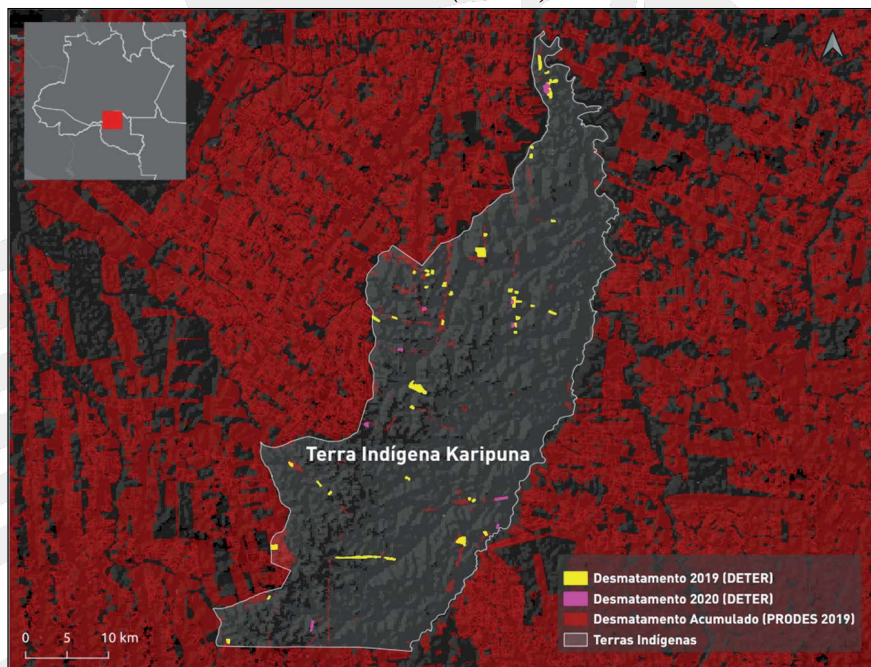 Terra Indígena Karipuna
Desmatamento 2019 (DETER)
Desmatamento 2020 (DETER)
Desmatamento Acumulado (PRODES 2019)
Terras Indígenas
0 5 10 km